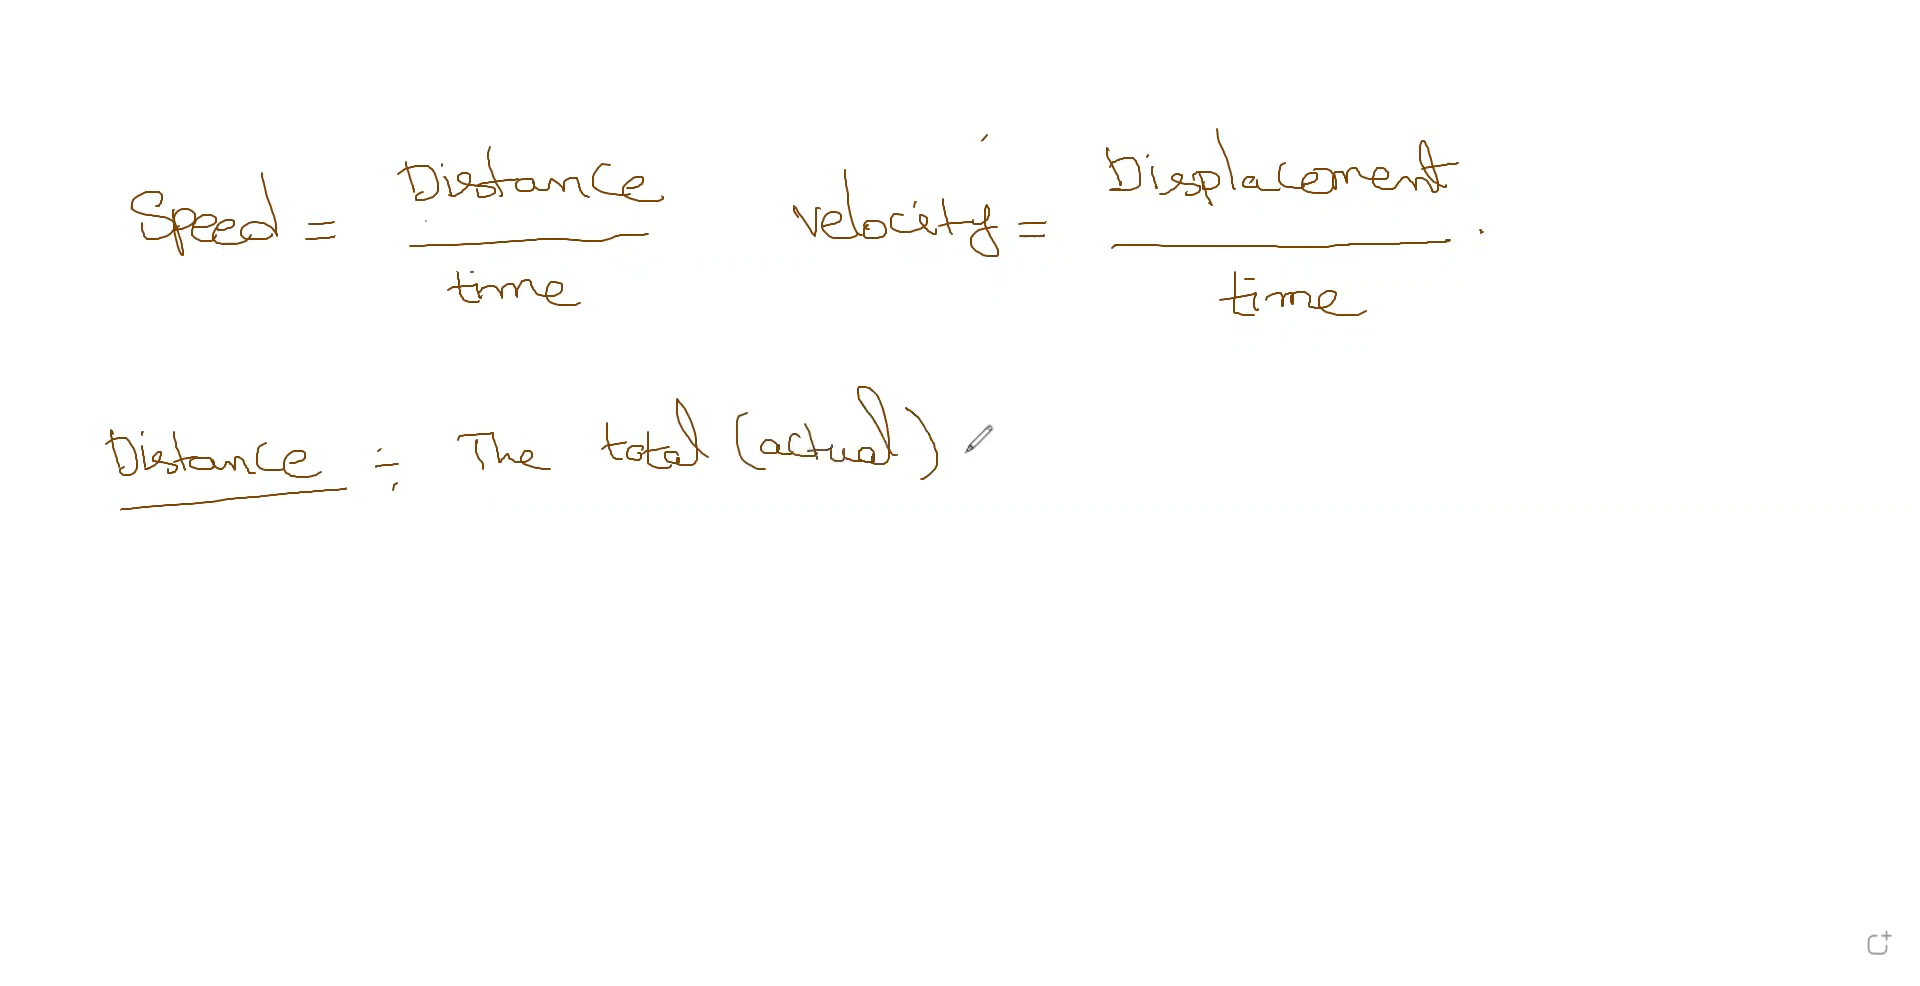 Speed = Distance / time   velocity = Displacement / time .
Distance :- The total (actual)